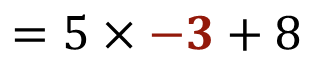 = 5 × −3 + 8